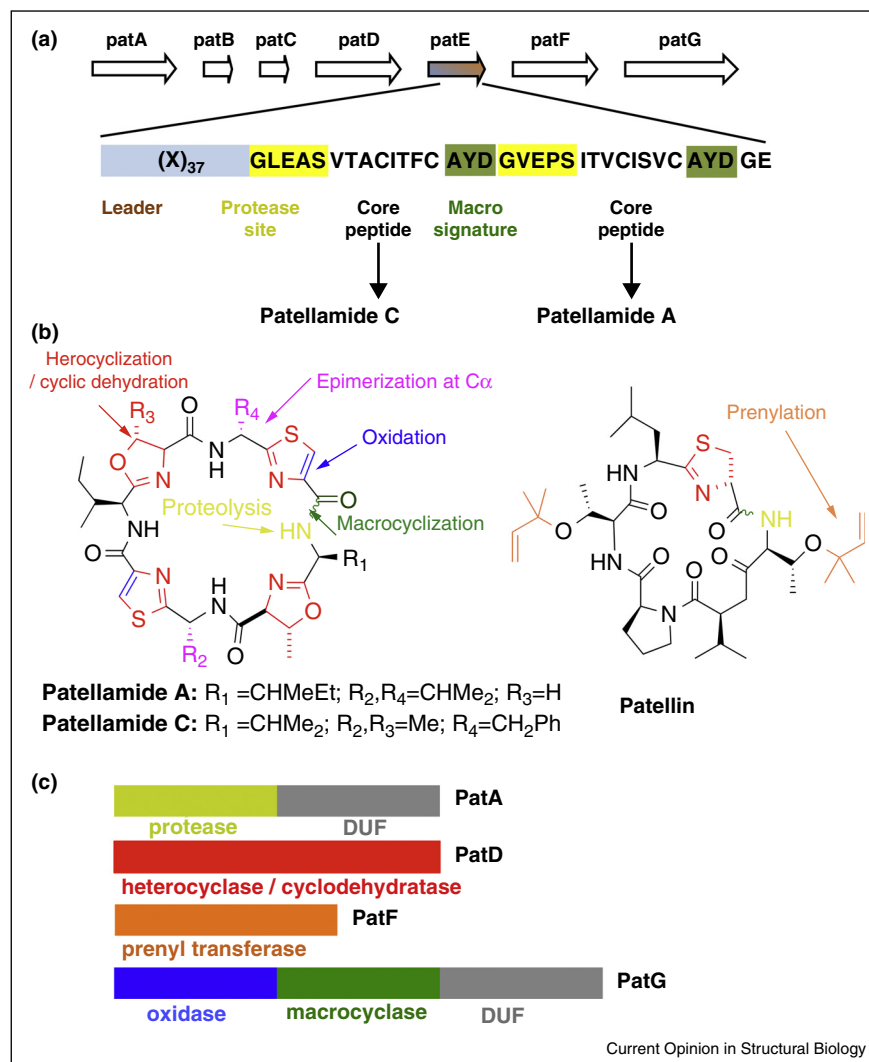 (a)
patA patB patC patD patE patF patG
(X)37 GLEAS VTACITFC AYD GVEPS ITVCISVC AYD GE
Leader Protease site Core peptide Macro signature Core peptide
Patellamide C Patellamide A
(b)
Herocyclization
/ cyclic dehydration
Epimerization at Cα
Prenylation
R3
O
N
H
R4
S
Oxidation
O
N
N
O
Proteolysis
HN
Macrocyclization
NH
R1
O
N
N
S
H
N
O
R2
O
S
HN
N
O
O
O
NH
O
HN
O
O
O
N
Patellamide A: R1 =CHMeEt; R2,R4=CHMe2; R3=H
Patellamide C: R1 =CHMe2; R2,R3=Me; R4=CH2Ph
Patellin
(c)
PatA
protease DUF
PatD
heterocyclase / cyclodehydratase
PatF
prenyl transferase
PatG
oxidase macrocyclase DUF
Current Opinion in Structural Biology